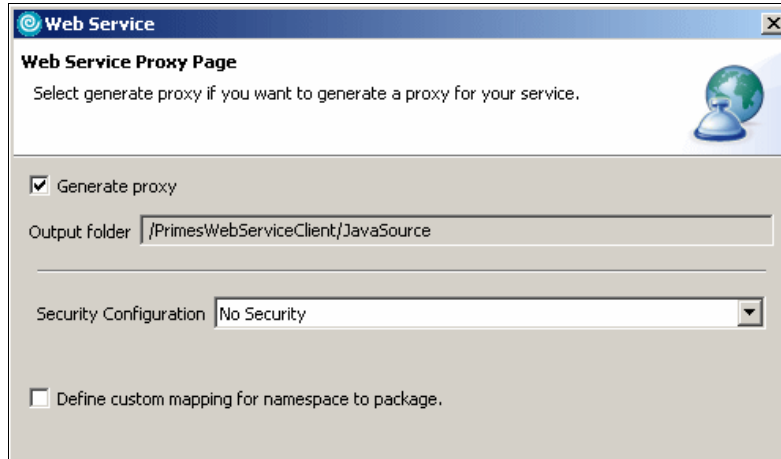 Web Service
Web Service Proxy Page
Select generate proxy if you want to generate a proxy for your service.
Generate proxy
Output folder /PrimesWebServiceClient/JavaSource
Security Configuration No Security
Define custom mapping for namespace to package.